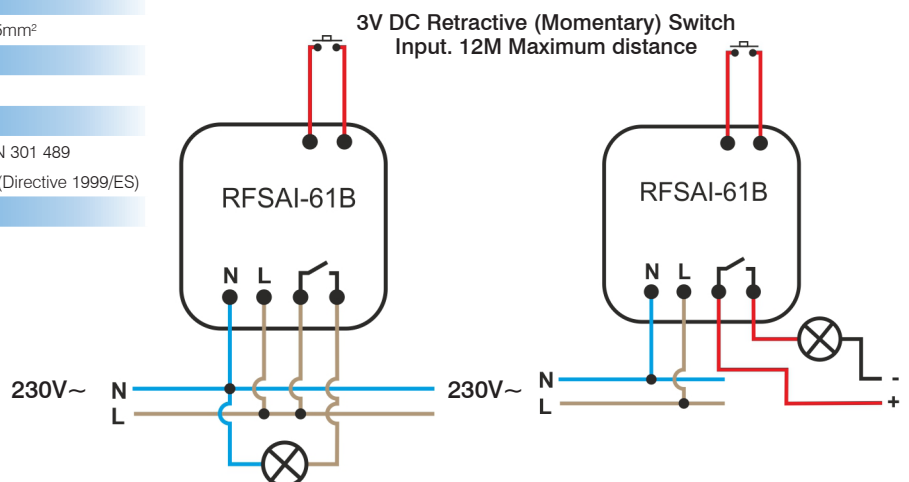 5mm²
N 301 489
(Directive 1999/ES)
3V DC Retractive (Momentary) Switch
Input. 12M Maximum distance
RFSAI-61B
N L
230V~
N
L
RFSAI-61B
N L
230V~
N
L
-
+